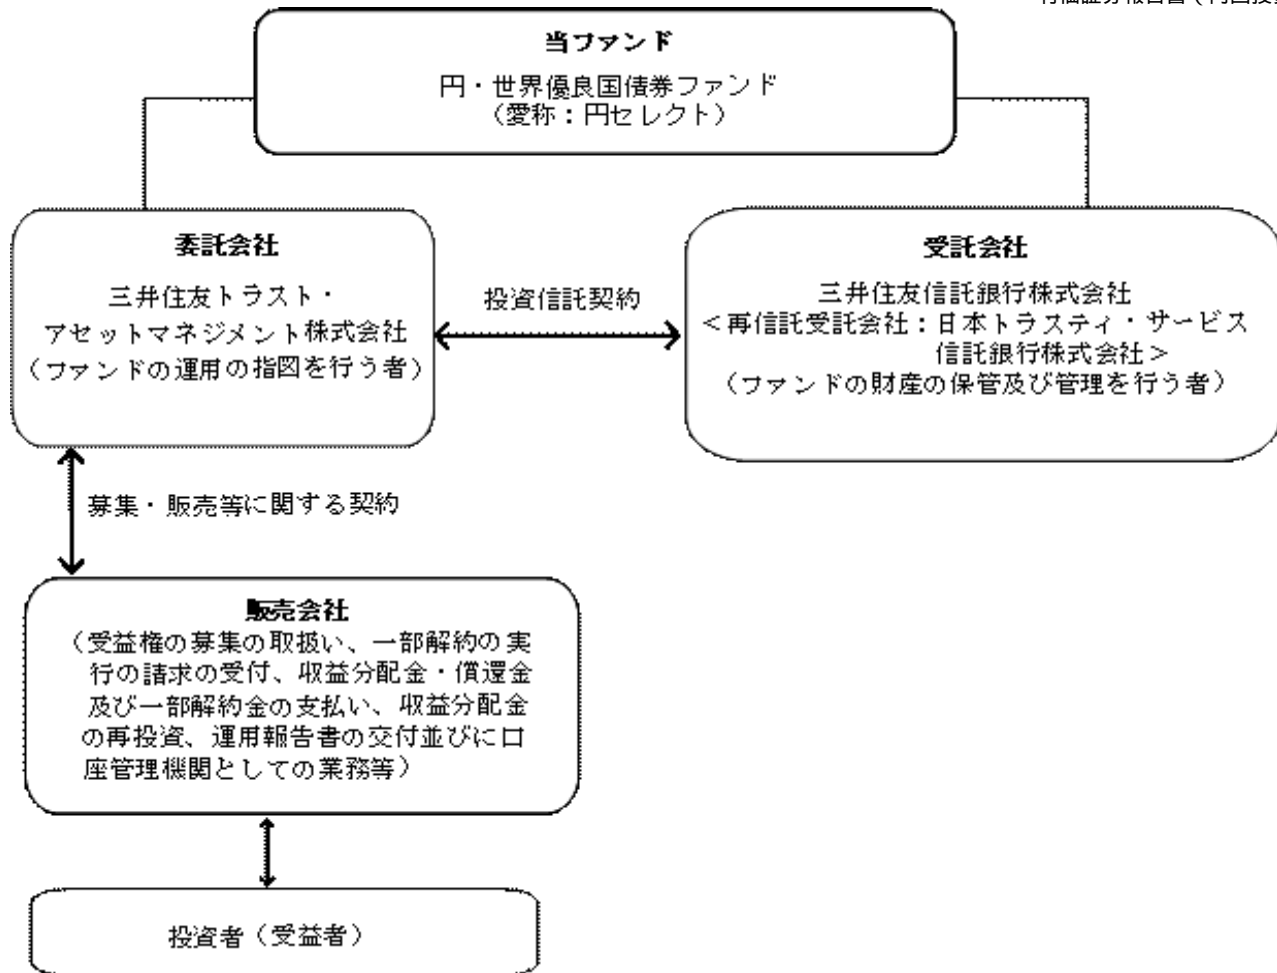 当ファンド
円・世界優良国債券ファンド
（愛称：円セレクト）
委託会社
三井住友トラスト・
アセットマネジメント株式会社
（ファンドの運用の指図を行う者）
投資信託契約
受託会社
三井住友信託銀行株式会社
＜再信託受託会社：日本トラスティ・サービス
信託銀行株式会社＞
（ファンドの財産の保管及び管理を行う者）
募集・販売等に関する契約
販売会社
（受益権の募集の取扱い、一部解約の実
行の請求の受付、収益分配金・償還金
及び一部解約金の支払い、収益分配金
の再投資、運用報告書の交付並びに口
座管理機関としての業務等）
投資者（受益者）